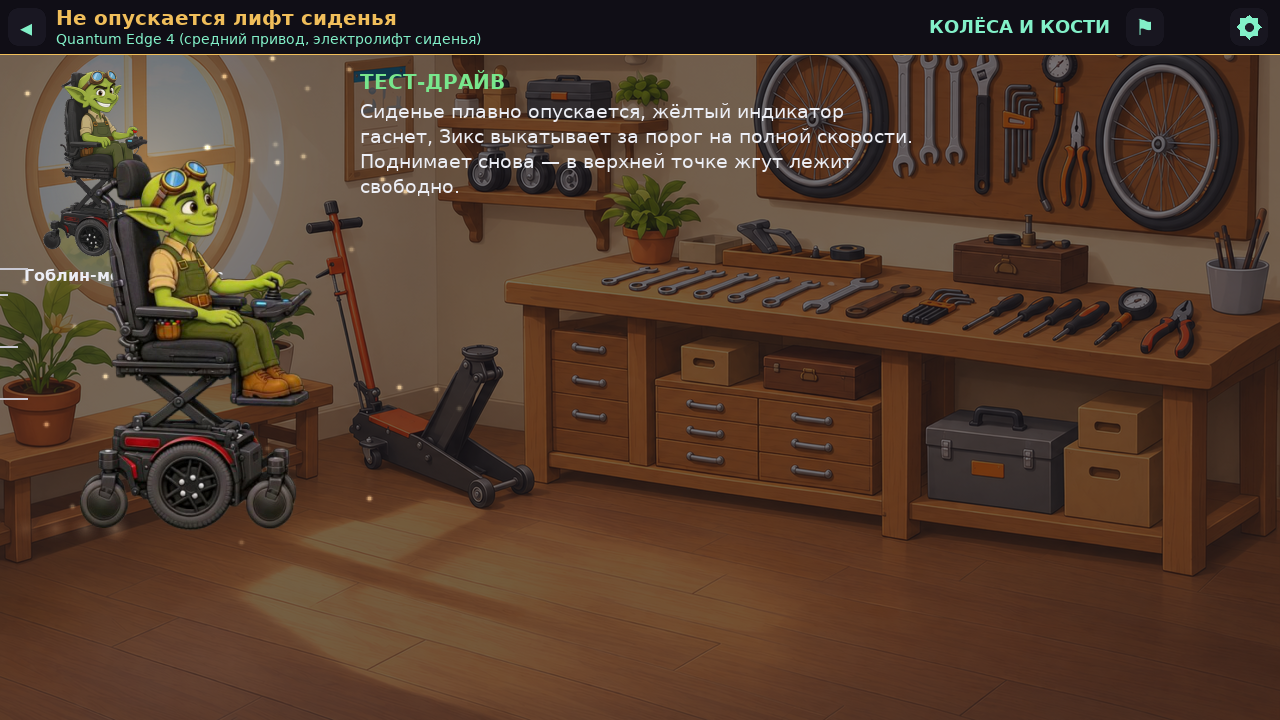 Не опускается лифт сиденья
Quantum Edge 4 (средний привод, электролифт сиденья)
КОЛЁСА И КОСТИ
ТЕСТ-ДРАЙВ
Сиденье плавно опускается, жёлтый индикатор
гаснет, Зикс выкатывает за порог на полной скорости.
Поднимает снова — в верхней точке жгут лежит
свободно.